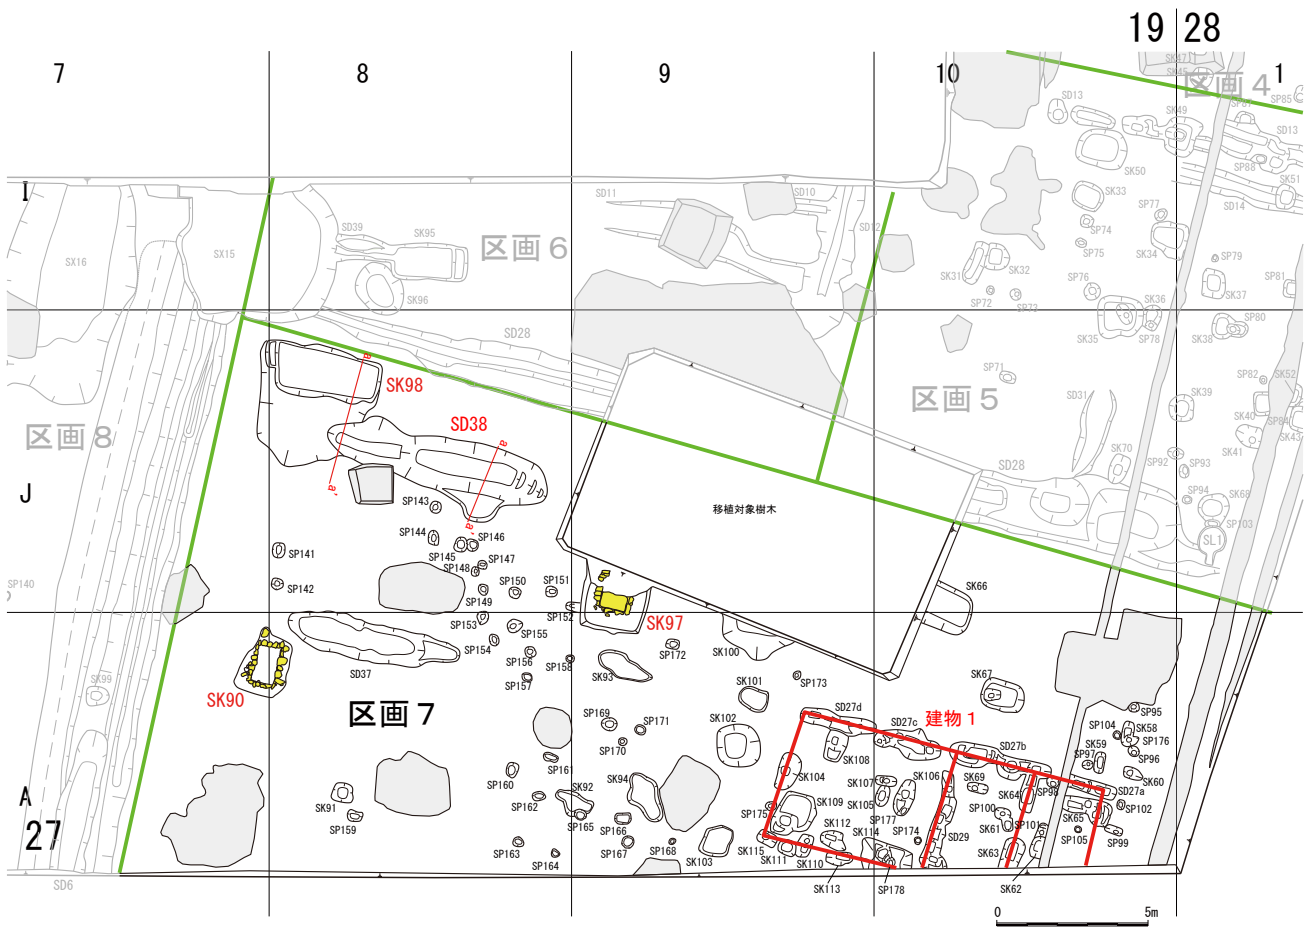 19 28
7
8
9
10
1
区画4
SK47
SK45
SP87
SP85
SD13
SK49
SD13
SK50
SP88
SK51
I
SD11
SD10
SK33
SD14
SD39
SK95
SD12
SP77
SP74
SX16
SX15
区画6
SP75
SK34
SP79
SK31
SK32
SP76
SP81
SK96
SP72
SP73
SK37
SK36
SD28
SK35
SP78
SK38
SP80
a
SP71
SP82
SK52
SK98
区画5
SD31
SK39
SK40
SP84
SD38
区画8
a
SK41
SK43
SK70
SP92
SP93
SD28
J
a'
SP143
移植対象樹木
SP94
SK68
a'
SP103
SP144
SP146
SL1
SP141
SP145
SP147
SP148
SP140
SP142
SP150
SP151
SK66
SP149
SP152
SK97
SP153
SP155
SP154
SP172
SK100
SP156
SP158
SK93
SD37
SP157
SP173
SK67
SK99
SK101
SK90
区画7
SP169
SP171
SK102
SD27d
SD27c
建物1
SP95
SP104
SK58
SP170
SD27b
SP176
SP161
SK108
SK59
SP97
SP96
SP160
SK94
SK104
SK107
SK106
SK69
SP98
SK60
A
SK92
SK64
SD27a
SK91
SP162
SK109
SK105
SP100
SK65
SP102
SP175
SP177
27
SP159
SP165
SP166
SK112
SK114
SP174
SD29
SK61
SP101
SP105
SP99
SP163
SP167
SP168
SK115
SK111
SK110
SK63
SP164
SK103
SK113
SP178
SK62
SD6
0
5m